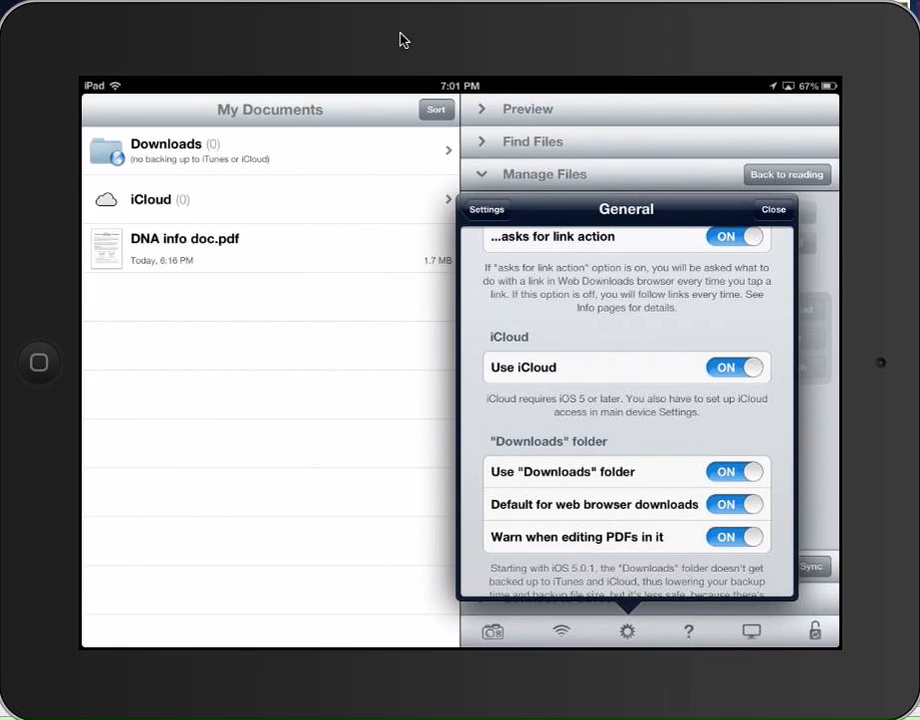 iPad
7:01 PM
67%
My Documents
Sort
Downloads (0)
(no backing up to iTunes or iCloud)
iCloud (0)
DNA info doc.pdf
Today, 6:16 PM
1.7 MB
Preview
Find Files
Manage Files
Back to reading
Settings
General
Close
...asks for link action
ON
If "asks for link action" option is on, you will be asked what to
do with a link in Web Downloads browser every time you tap a
link. If this option is off, you will follow links every time. See
Info pages for details.
iCloud
Use iCloud
ON
iCloud requires iOS 5 or later. You also have to set up iCloud
access in main device Settings.
"Downloads" folder
Use "Downloads" folder
ON
Default for web browser downloads
ON
Warn when editing PDFs in it
ON
Starting with iOS 5.0.1, the "Downloads" folder doesn't get
backed up to iTunes and iCloud, thus lowering your backup
time and backup file size, but it's less safe, because there's
Sync
?